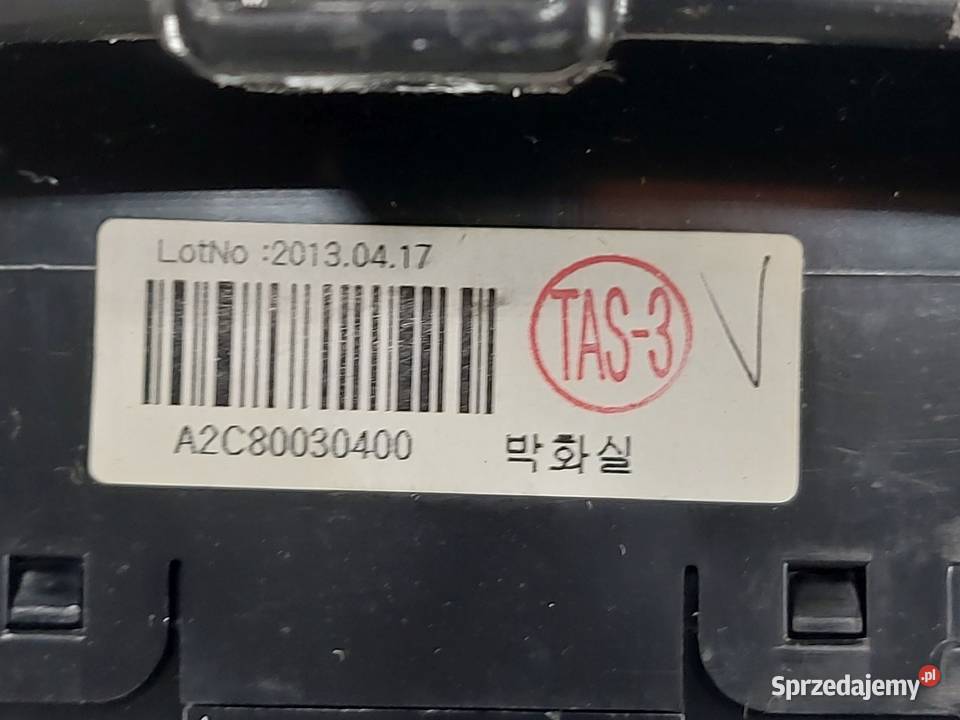 LotNo :2013.04.17
TAS-3
A2C80030400
박화실
Sprzedajemy.pl